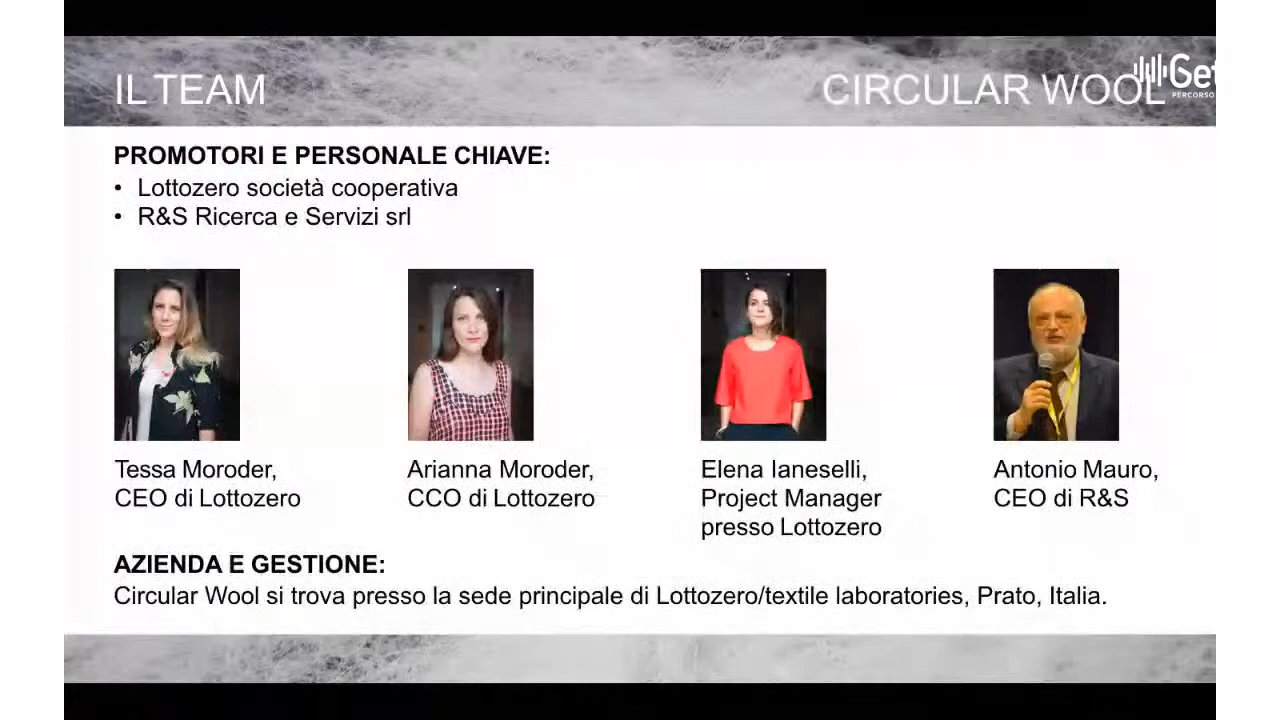 IL TEAM
CIRCULAR WOOL
Get
PERCORSO
PROMOTORI E PERSONALE CHIAVE:
• Lottozero società cooperativa
• R&S Ricerca e Servizi srl
Tessa Moroder,
CEO di Lottozero
Arianna Moroder,
CCO di Lottozero
Elena Ianeselli,
Project Manager
presso Lottozero
Antonio Mauro,
CEO di R&S
AZIENDA E GESTIONE:
Circular Wool si trova presso la sede principale di Lottozero/textile laboratories, Prato, Italia.